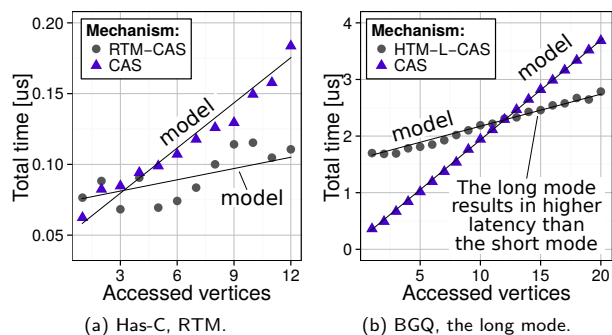 Mechanism:
RTM-CAS
CAS
model
model
Total time [us]
0.20
0.15
0.10
0.05
3
6
9
12
Accessed vertices
(a) Has-C, RTM.
Mechanism:
HTM-L-CAS
CAS
model
model
The long mode
results in higher
latency than
the short mode
Total time [us]
4
3
2
1
0
5
10
15
20
Accessed vertices
(b) BGQ, the long mode.